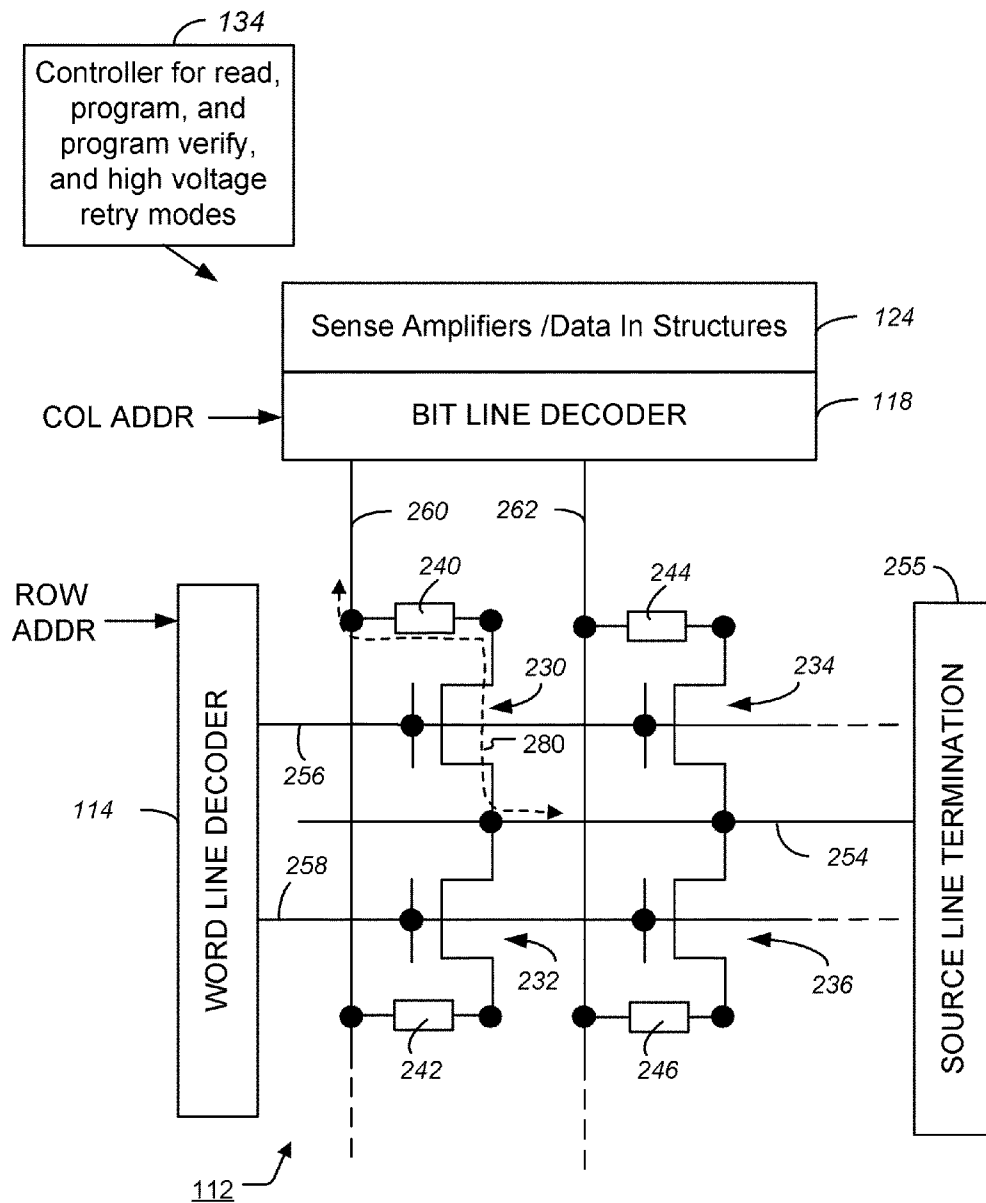 134
Controller for read,
program, and
program verify,
and high voltage
retry modes
Sense Amplifiers /Data In Structures
124
COL ADDR
BIT LINE DECODER
118
260
262
240
244
255
ROW
ADDR
230
234
280
256
114
WORD LINE DECODER
SOURCE LINE TERMINATION
258
254
232
236
242
246
112